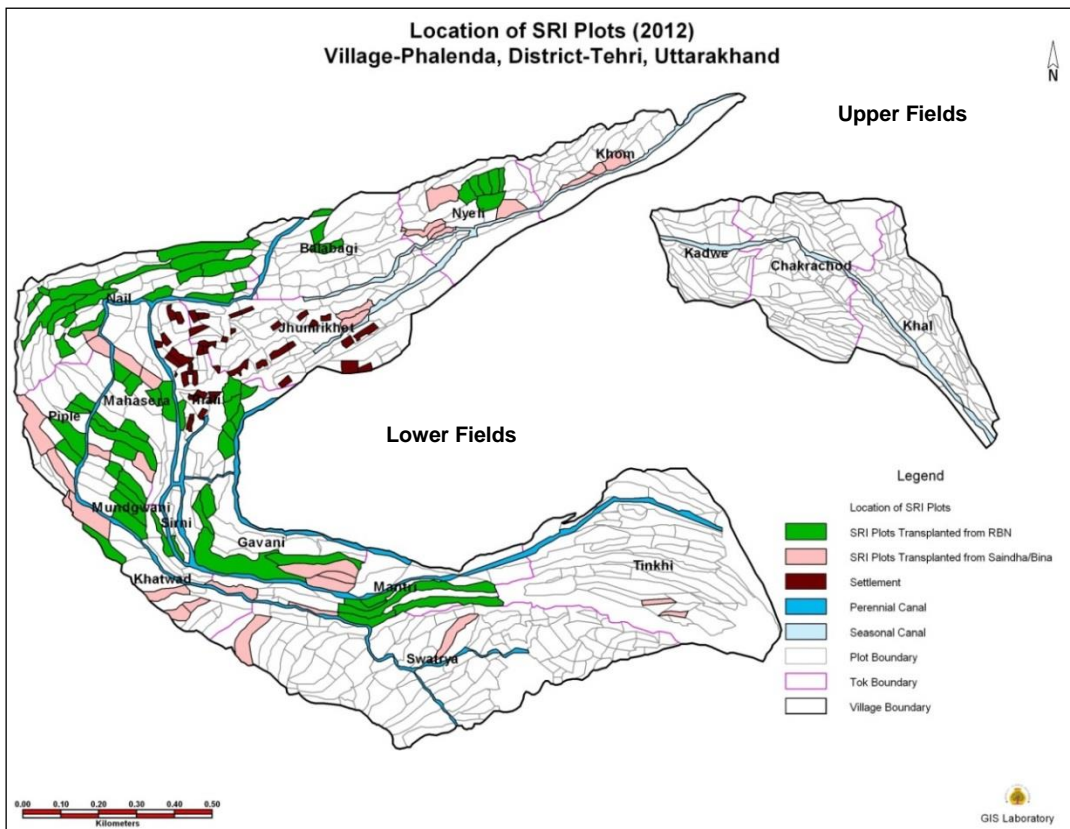 Location of SRI Plots (2012)
Village-Phalenda, District-Tehri, Uttarakhand
N
Upper Fields
Khom
Nyeli
Balabagi
Kadwe
Chakrachod
Nail
Jhumrikhet
Khal
Mahasera
Piple
Lower Fields
Legend
Location of SRI Plots
Mundgwani
SRI Plots Transplanted from RBN
Sirni
Gavani
SRI Plots Transplanted from Saindha/Bina
Khatwad
Mantri
Tinkhi
Settlement
Perennial Canal
Seasonal Canal
Swatrya
Plot Boundary
Tok Boundary
Village Boundary
0.00 0.10 0.20 0.30 0.40 0.50
Kilometers
GIS Laboratory